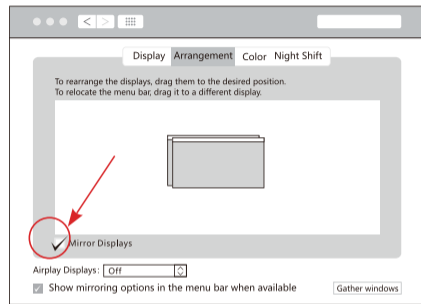 Display Arrangement Color Night Shift
To rearrange the displays, drag them to the desired position.
To relocate the menu bar, drag it to a different display.
Mirror Displays
Airplay Displays: Off
Show mirroring options in the menu bar when available
Gather windows